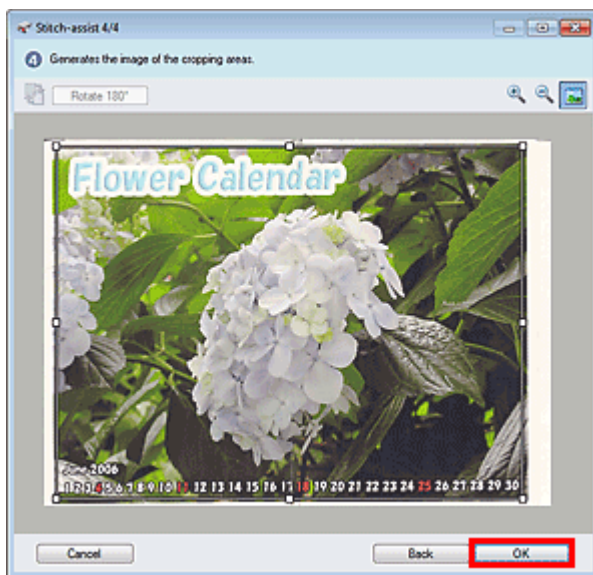 Stitch-assist 4/4
4 Generates the image of the cropping areas.
Rotate 180°
Flower Calendar
June 2006
1 2 3 4 5 6 7 8 9 10 11 12 13 14 15 16 17 18 19 20 21 22 23 24 25 26 27 28 29 30
Cancel Back OK